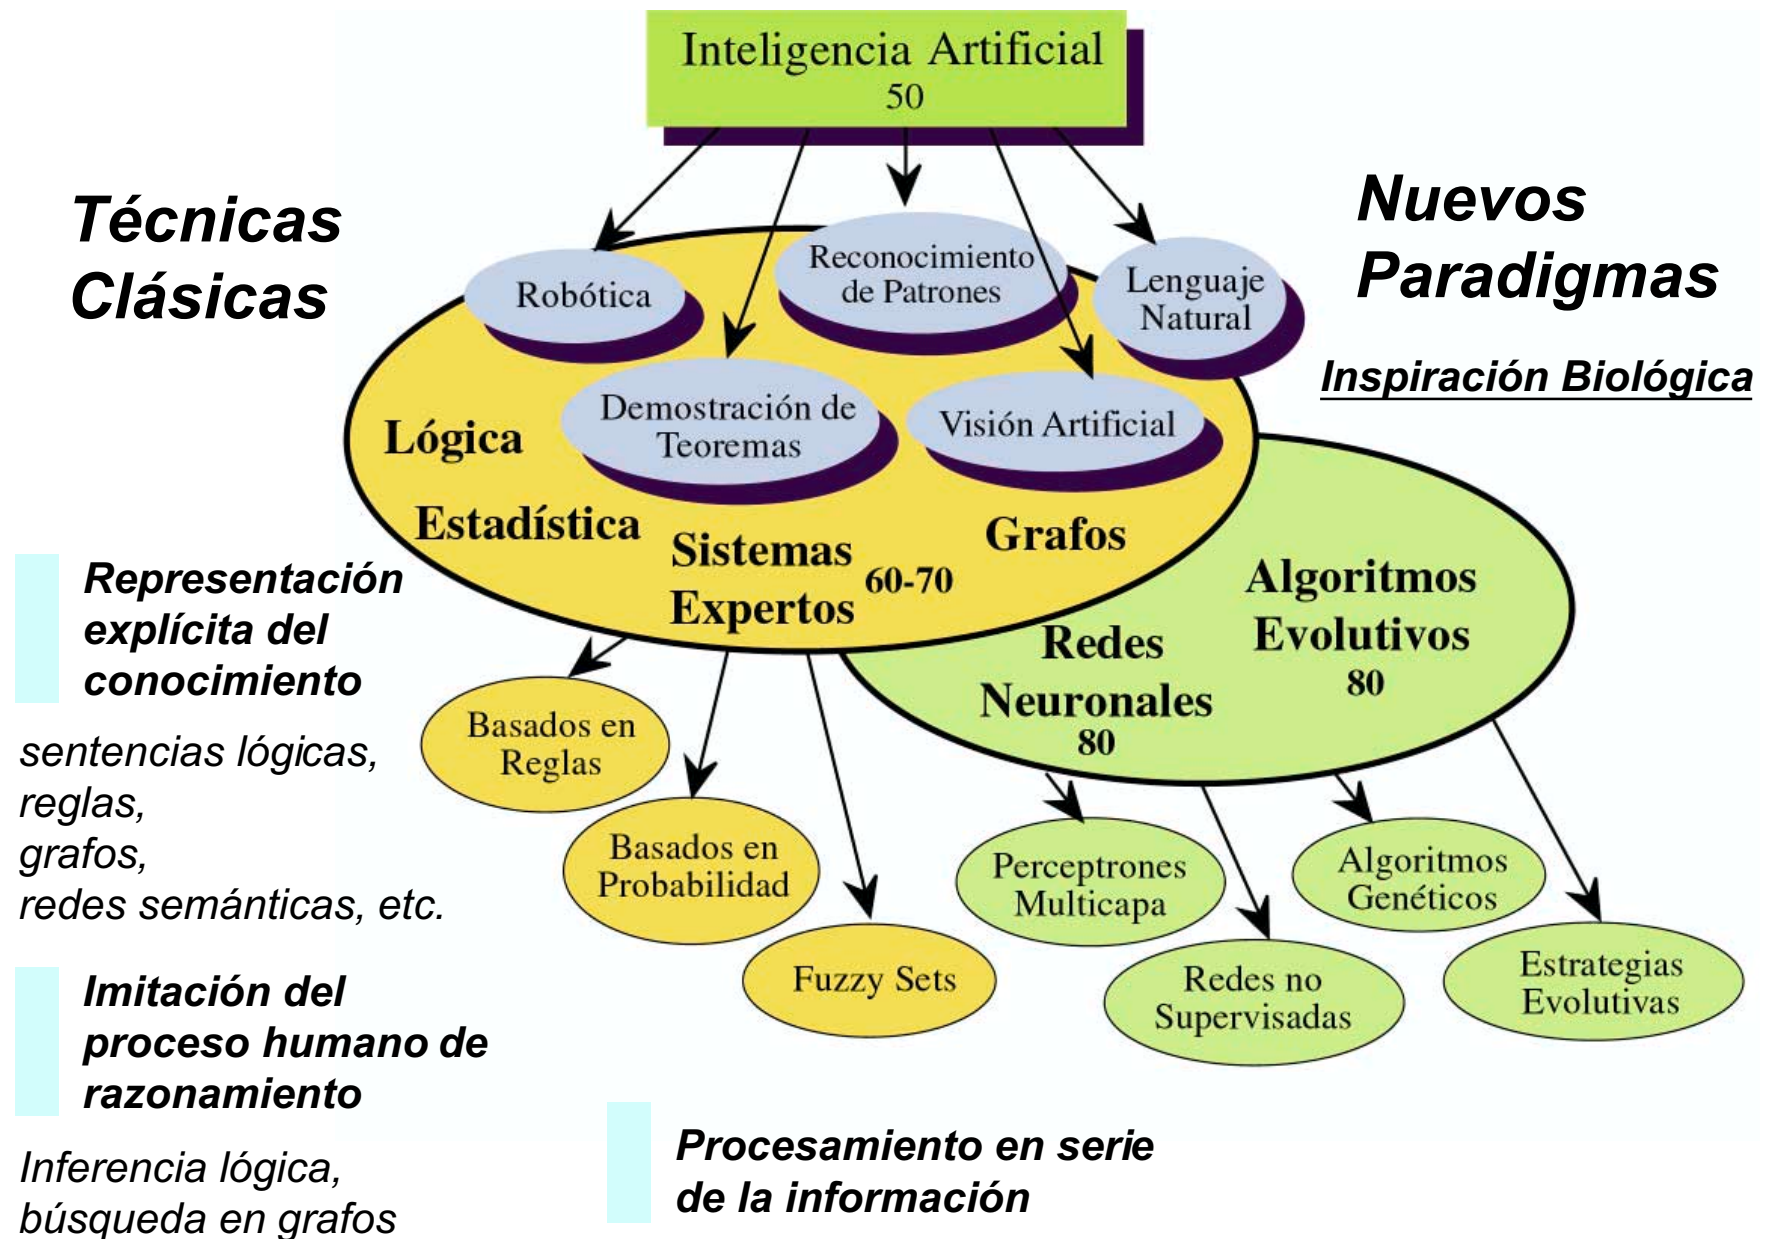 Inteligencia Artificial
50
Técnicas
Clásicas
Nuevos
Paradigmas
Inspiración Biológica
Robótica
Reconocimiento
de Patrones
Lenguaje
Natural
Demostración de
Teoremas
Visión Artificial
Lógica
Estadística
Sistemas
Expertos
60-70
Grafos
Algoritmos
Evolutivos
80
Redes
Neuronales
80
Representación
explícita del
conocimiento
sentencias lógicas,
reglas,
grafos,
redes semánticas, etc.
Basados en
Reglas
Basados en
Probabilidad
Fuzzy Sets
Perceptrones
Multicapa
Redes no
Supervisadas
Algoritmos
Genéticos
Estrategias
Evolutivas
Imitación del
proceso humano de
razonamiento
Inferencia lógica,
búsqueda en grafos
Procesamiento en serie
de la información